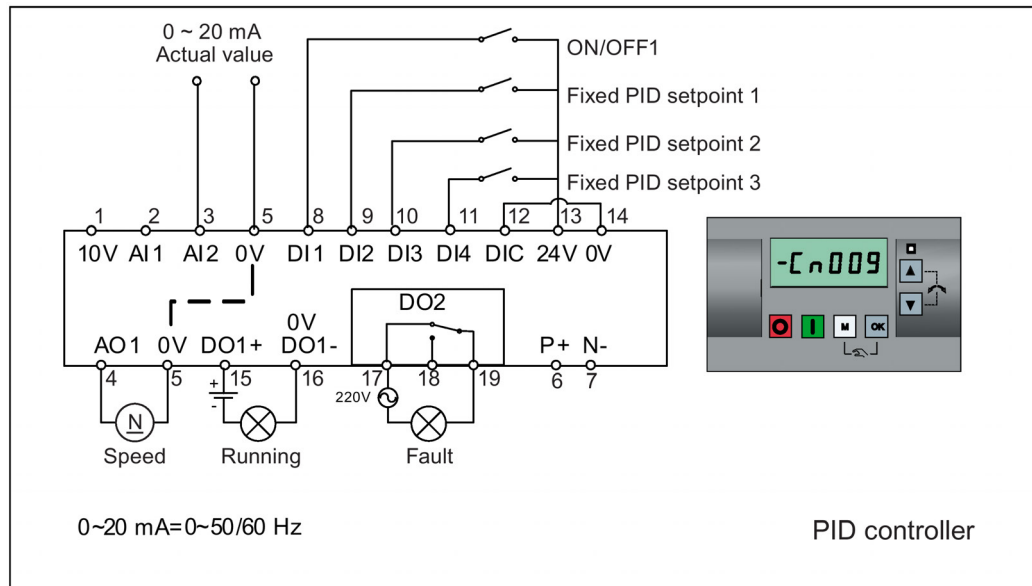 0 ~ 20 mA
Actual value
ON/OFF1
Fixed PID setpoint 1
Fixed PID setpoint 2
Fixed PID setpoint 3
1 2 3 5 8 9 10 11 12 13 14
10V AI1 AI2 0V DI1 DI2 DI3 DI4 DIC 24V 0V
-Cn009
M OK
DO2
0V
AO1 0V DO1+ DO1- P+ N-
4 5 15 16 17 18 19 6 7
+
-
220V
N
Speed Running Fault
0~20 mA=0~50/60 Hz
PID controller